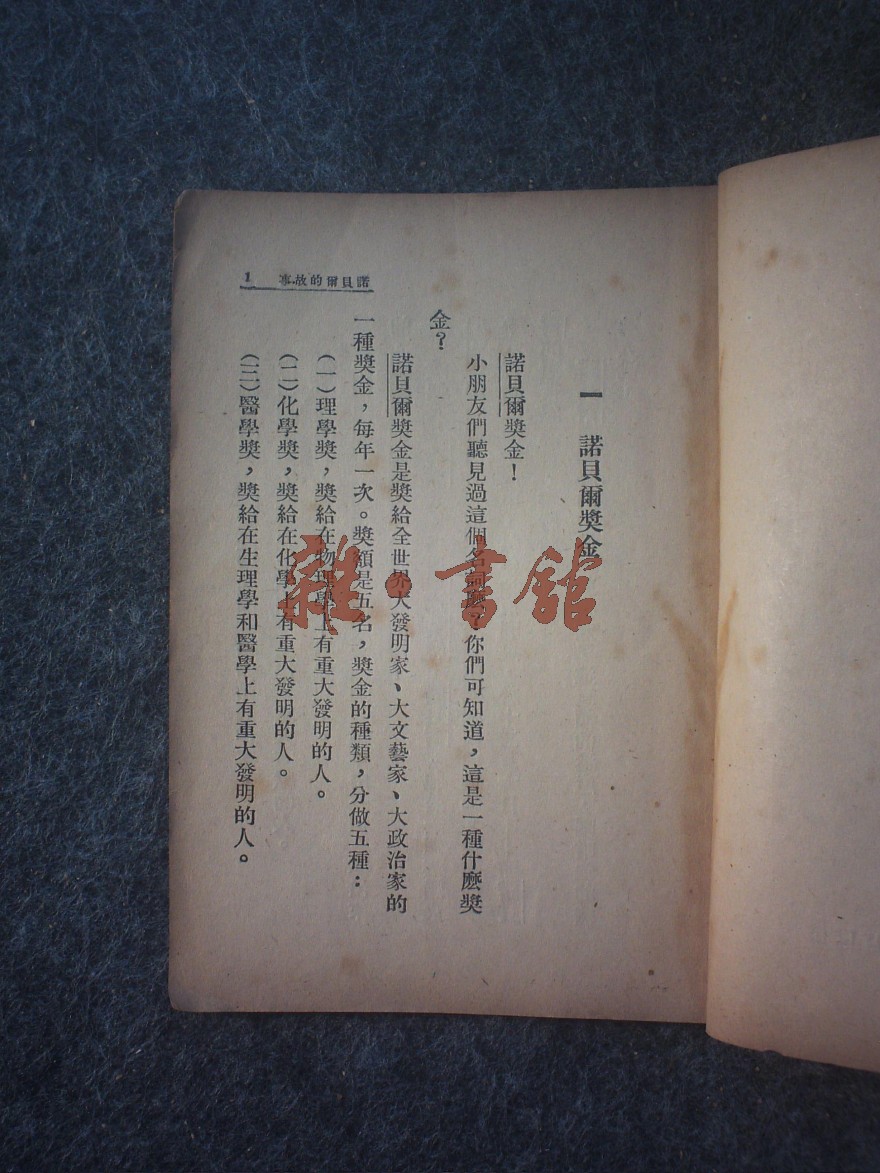 諾貝爾的故事 1
一 諾貝爾獎金
諾貝爾獎金！
小朋友們聽見過這個名詞麼？你們可知道，這是一種什麼獎
金？
諾貝爾獎金是獎給全世界大發明家、大文藝家、大政治家的
一種獎金，每年一次。獎額是五名，獎金的種類，分做五種：
（一）理學獎，獎給在物理學上有重大發明的人。
（二）化學獎，獎給在化學上有重大發明的人。
（三）醫學獎，獎給在生理學和醫學上有重大發明的人。
雜·書館